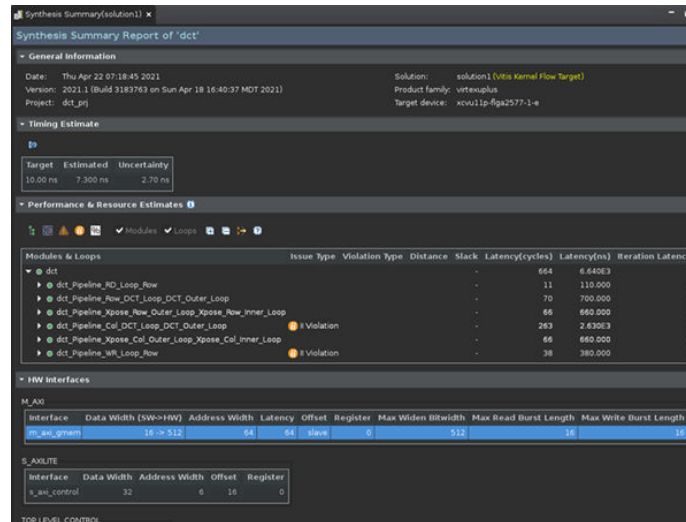 Synthesis Summary(solution1)
Synthesis Summary Report of 'dct'
General Information
Date: Thu Apr 22 07:18:45 2021
Version: 2021.1 (Build 3183763 on Sun Apr 18 16:40:37 MDT 2021)
Project: dct_prj
Solution: solution1 (Vitis Kernel Flow Target)
Product family: virtexuplus
Target device: xcvu11p-flga2577-1-e
Timing Estimate
Target Estimated Uncertainty
10.00 ns 7.300 ns 2.70 ns
Performance & Resource Estimates
Modules Loops
Modules & Loops Issue Type Violation Type Distance Slack Latency(cycles) Latency(ns) Iteration Latenc
dct - 664 6.640E3
dct_Pipeline_RD_Loop_Row - 11 110.000
dct_Pipeline_Row_DCT_Loop_DCT_Outer_Loop - 70 700.000
dct_Pipeline_Xpose_Row_Outer_Loop_Xpose_Row_Inner_Loop - 66 660.000
dct_Pipeline_Col_DCT_Loop_DCT_Outer_Loop II Violation - 263 2.630E3
dct_Pipeline_Xpose_Col_Outer_Loop_Xpose_Col_Inner_Loop - 66 660.000
dct_Pipeline_WR_Loop_Row II Violation - 38 380.000
HW Interfaces
M_AXI
Interface Data Width (SW->HW) Address Width Latency Offset Register Max Widen Bitwidth Max Read Burst Length Max Write Burst Length
m_axi_gmem 16 -> 512 64 64 slave 0 512 16 16
S_AXILITE
Interface Data Width Address Width Offset Register
s_axi_control 32 6 16 0
TOP LEVEL CONTROL